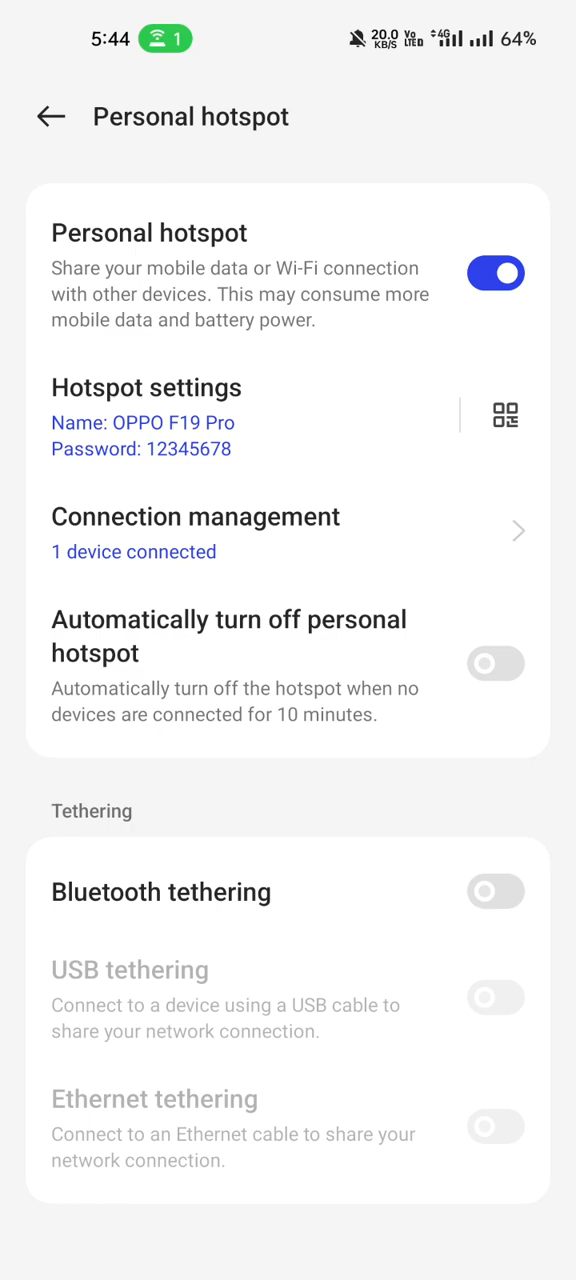 5:44 1 20.0 KB/S Vo LTE D 4G 64%
Personal hotspot
Personal hotspot
Share your mobile data or Wi-Fi connection
with other devices. This may consume more
mobile data and battery power.
Hotspot settings
Name: OPPO F19 Pro
Password: 12345678
Connection management
1 device connected
Automatically turn off personal
hotspot
Automatically turn off the hotspot when no
devices are connected for 10 minutes.
Tethering
Bluetooth tethering
USB tethering
Connect to a device using a USB cable to
share your network connection.
Ethernet tethering
Connect to an Ethernet cable to share your
network connection.